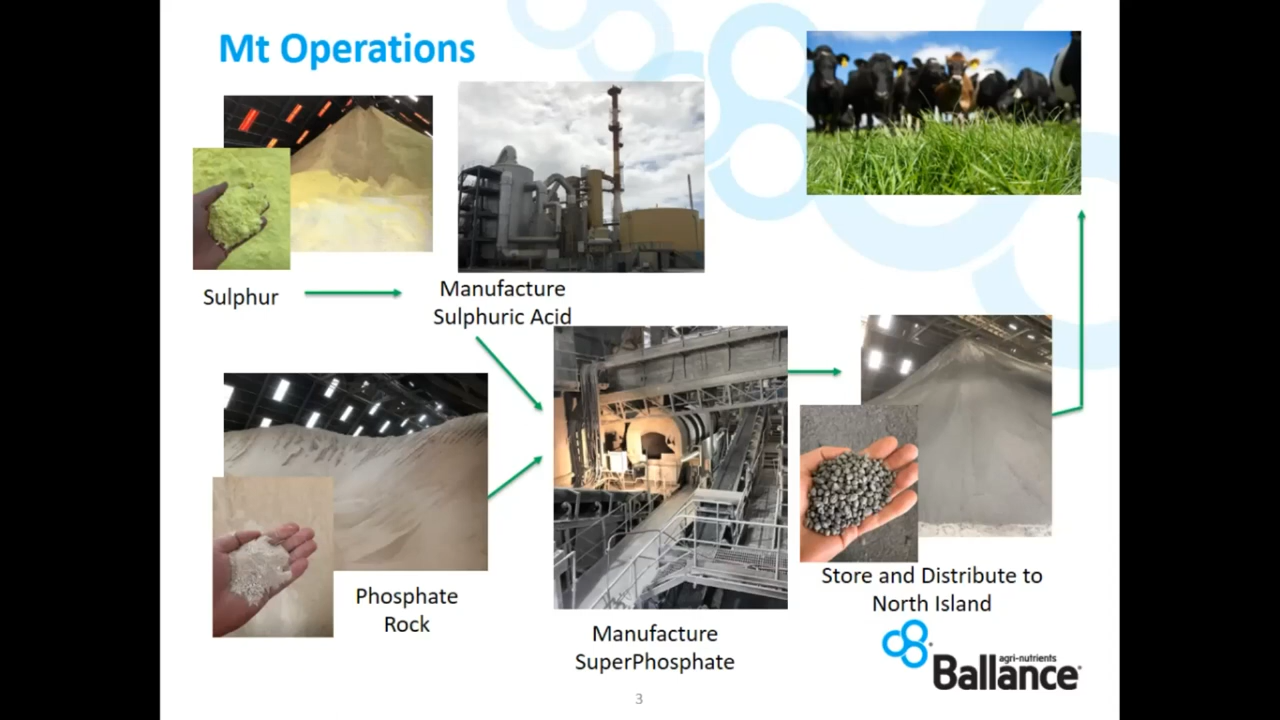 Mt Operations
Sulphur
Manufacture
Sulphuric Acid
Phosphate
Rock
Manufacture
SuperPhosphate
Store and Distribute to
North Island
agri-nutrients
Ballance
3